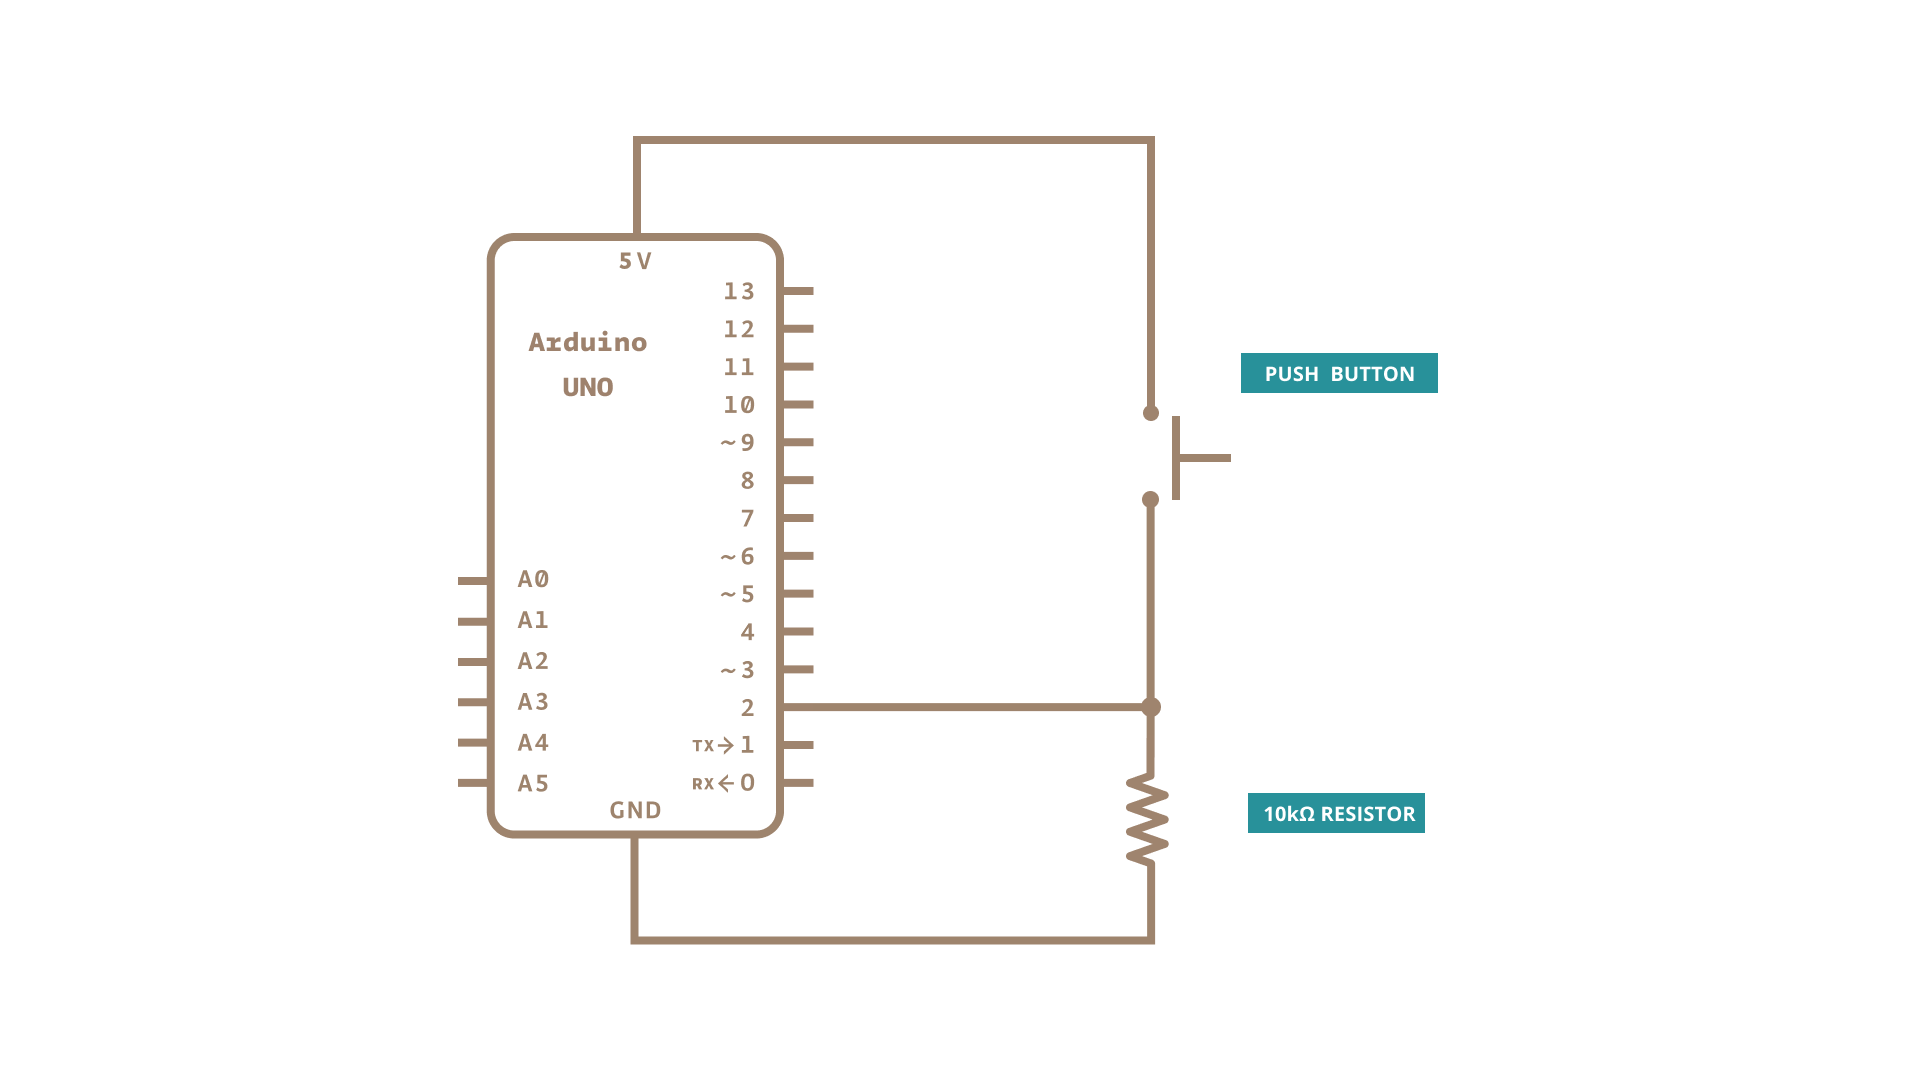 5V
Arduino
UNO
13
12
11
10
~9
8
7
~6
~5
4
~3
2
TX→1
RX←0
A0
A1
A2
A3
A4
A5
GND
PUSH BUTTON
10kΩ RESISTOR